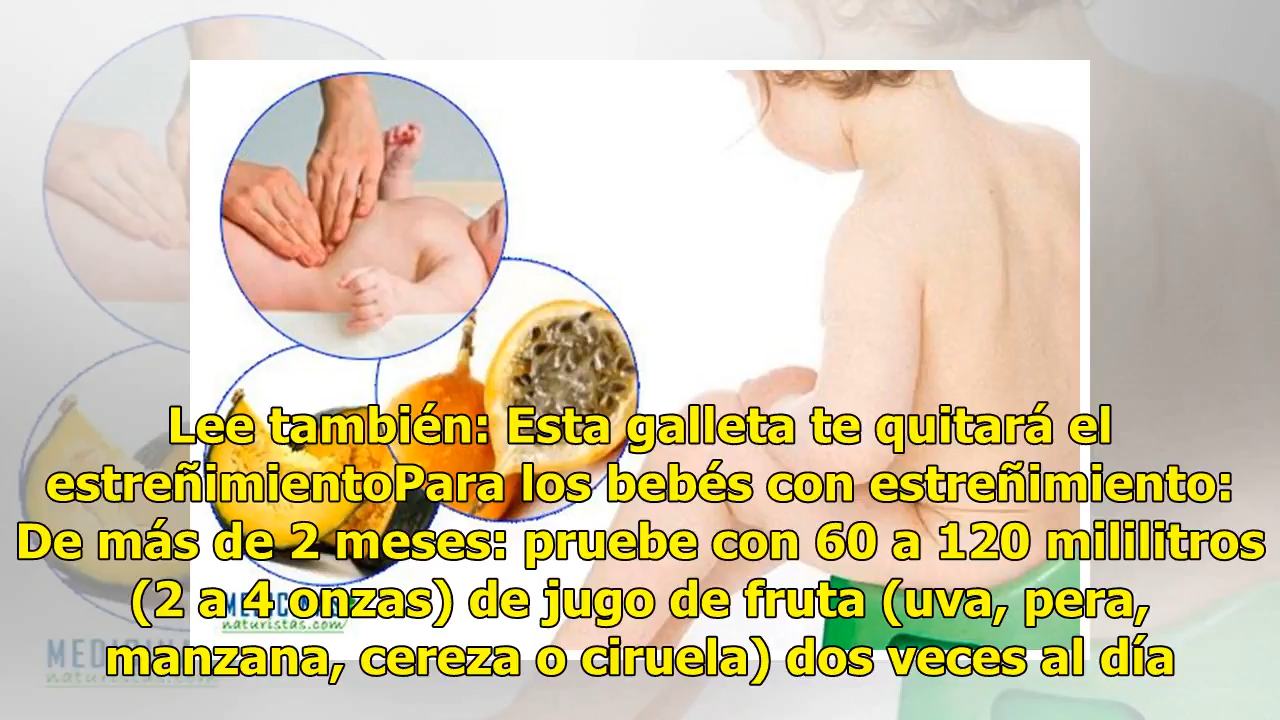 Lee también: Esta galleta te quitará el
estreñimientoPara los bebés con estreñimiento:
De más de 2 meses: pruebe con 60 a 120 mililitros
(2 a 4 onzas) de jugo de fruta (uva, pera,
manzana, cereza o ciruela) dos veces al día
naturistas.com